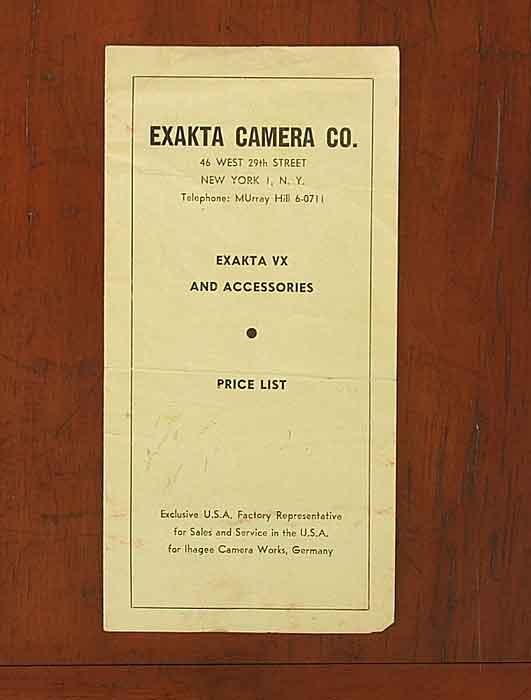 EXAKTA CAMERA CO.
46 WEST 29th STREET
NEW YORK 1, N. Y.
Telephone: MUrray Hill 6-0711
EXAKTA VX
AND ACCESSORIES
PRICE LIST
Exclusive U.S.A. Factory Representative
for Sales and Service in the U.S.A.
for Ihagee Camera Works, Germany